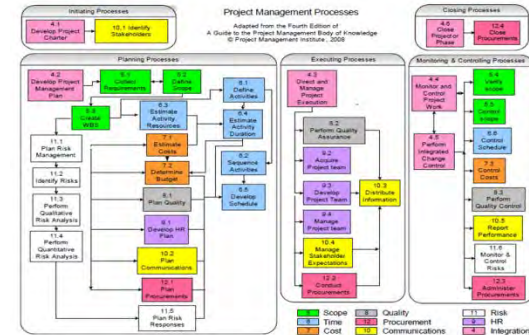 Initiating Processes
4.1
Develop Project
Charter
10.1 Identify
Stakeholders
Project Management Processes
Adapted from the Fourth Edition of
A Guide to the Project Management Body of Knowledge
© Project Management Institute, 2008
Closing Processes
4.6
Close
Project or
Phase
12.4
Close
Procurements
Planning Processes
4.2
Develop Project
Management
Plan
5.1
Collect
Requirements
5.2
Define
Scope
6.1
Define
Activities
5.3
Create
WBS
6.3
Estimate
Activity
Resources
6.4
Estimate
Activity
Duration
11.1
Plan Risk
Management
7.1
Estimate
Costs
11.2
Identify Risks
7.2
Determine
Budget
6.2
Sequence
Activities
11.3
Perform
Qualitative
Risk Analysis
8.1
Plan Quality
6.5
Develop
Schedule
9.1
Develop HR
Plan
11.4
Perform
Quantitative
Risk Analysis
10.2
Plan
Communications
12.1
Plan
Procurements
11.5
Plan Risk
Responses
Executing Processes
4.3
Direct and
Manage Project
Execution
8.2
Perform Quality
Assurance
9.2
Acquire
Project Team
9.3
Develop
Project Team
10.3
Distribute
Information
9.4
Manage
Project team
10.4
Manage
Stakeholder
Expectations
12.2
Conduct
Procurements
Monitoring & Controlling Processes
4.4
Monitor and
Control
Project Work
5.4
Verify
Scope
5.5
Control
Scope
4.5
Perform
Integrated
Change Control
6.6
Control
Schedule
7.3
Control
Costs
8.3
Perform
Quality Control
10.5
Report
Performance
11.6
Monitor &
Control Risks
12.3
Administer
Procurements
5 Scope
6 Time
7 Cost
8 Quality
12 Procurement
10 Communications
11 Risk
9 HR
4 Integration